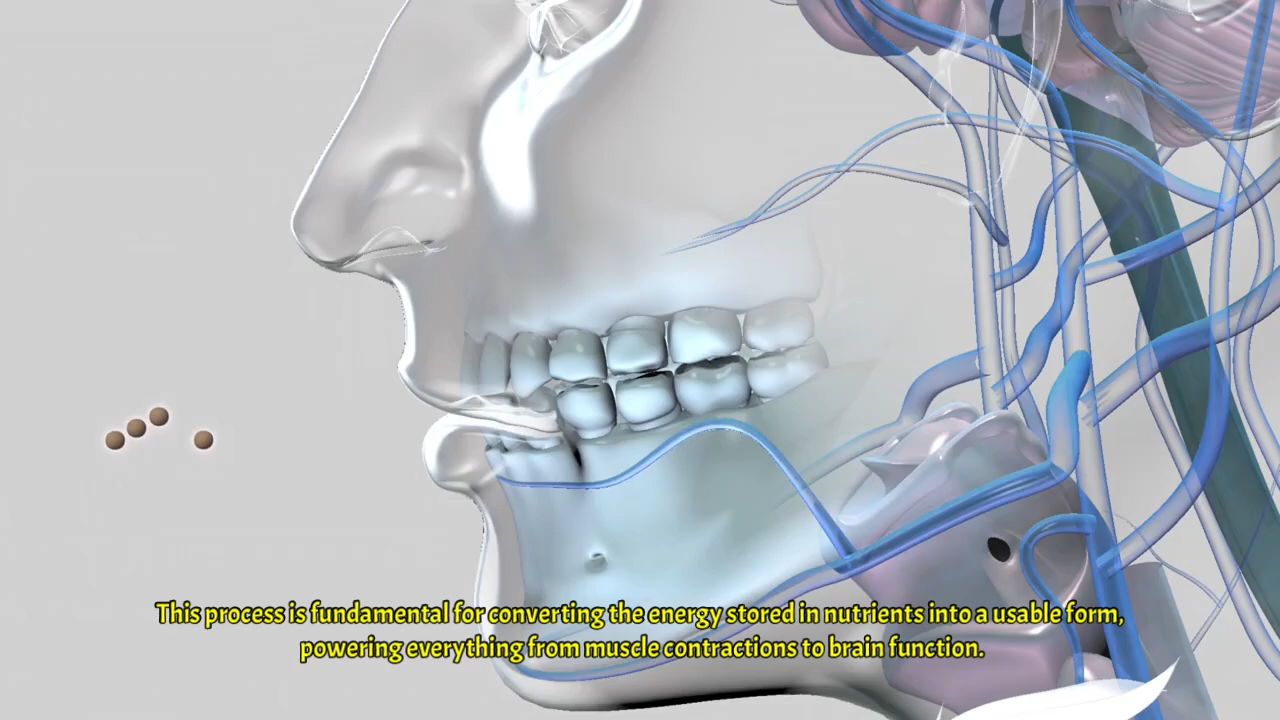 This process is fundamental for converting the energy stored in nutrients into a usable form,
powering everything from muscle contractions to brain function.